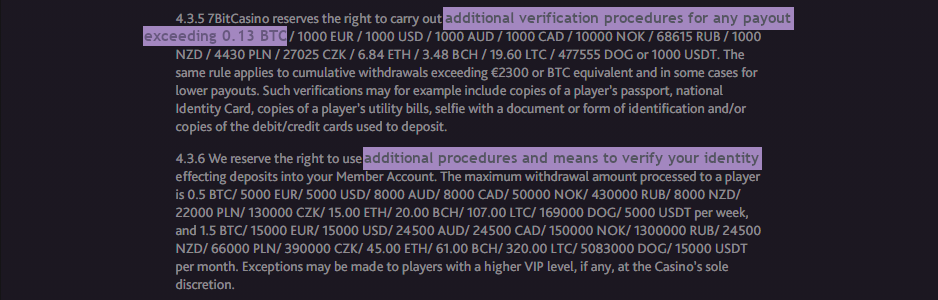 4.3.5 7BitCasino reserves the right to carry out additional verification procedures for any payout
exceeding 0.13 BTC / 1000 EUR / 1000 USD / 1000 AUD / 1000 CAD / 10000 NOK / 68615 RUB / 1000
NZD / 4430 PLN / 27025 CZK / 6.84 ETH / 3.48 BCH / 19.60 LTC / 477555 DOG or 1000 USDT. The
same rule applies to cumulative withdrawals exceeding €2300 or BTC equivalent and in some cases for
lower payouts. Such verifications may for example include copies of a player's passport, national
Identity Card, copies of a player's utility bills, selfie with a document or form of identification and/or
copies of the debit/credit cards used to deposit.
4.3.6 We reserve the right to use additional procedures and means to verify your identity
effecting deposits into your Member Account. The maximum withdrawal amount processed to a player
is 0.5 BTC/ 5000 EUR/ 5000 USD/ 8000 AUD/ 8000 CAD/ 50000 NOK/ 430000 RUB/ 8000 NZD/
22000 PLN/ 130000 CZK/ 15.00 ETH/ 20.00 BCH/ 107.00 LTC/ 169000 DOG/ 5000 USDT per week,
and 1.5 BTC/ 15000 EUR/ 15000 USD/ 24500 AUD/ 24500 CAD/ 150000 NOK/ 1300000 RUB/ 24500
NZD/ 66000 PLN/ 390000 CZK/ 45.00 ETH/ 61.00 BCH/ 320.00 LTC/ 5083000 DOG/ 15000 USDT
per month. Exceptions may be made to players with a higher VIP level, if any, at the Casino's sole
discretion.